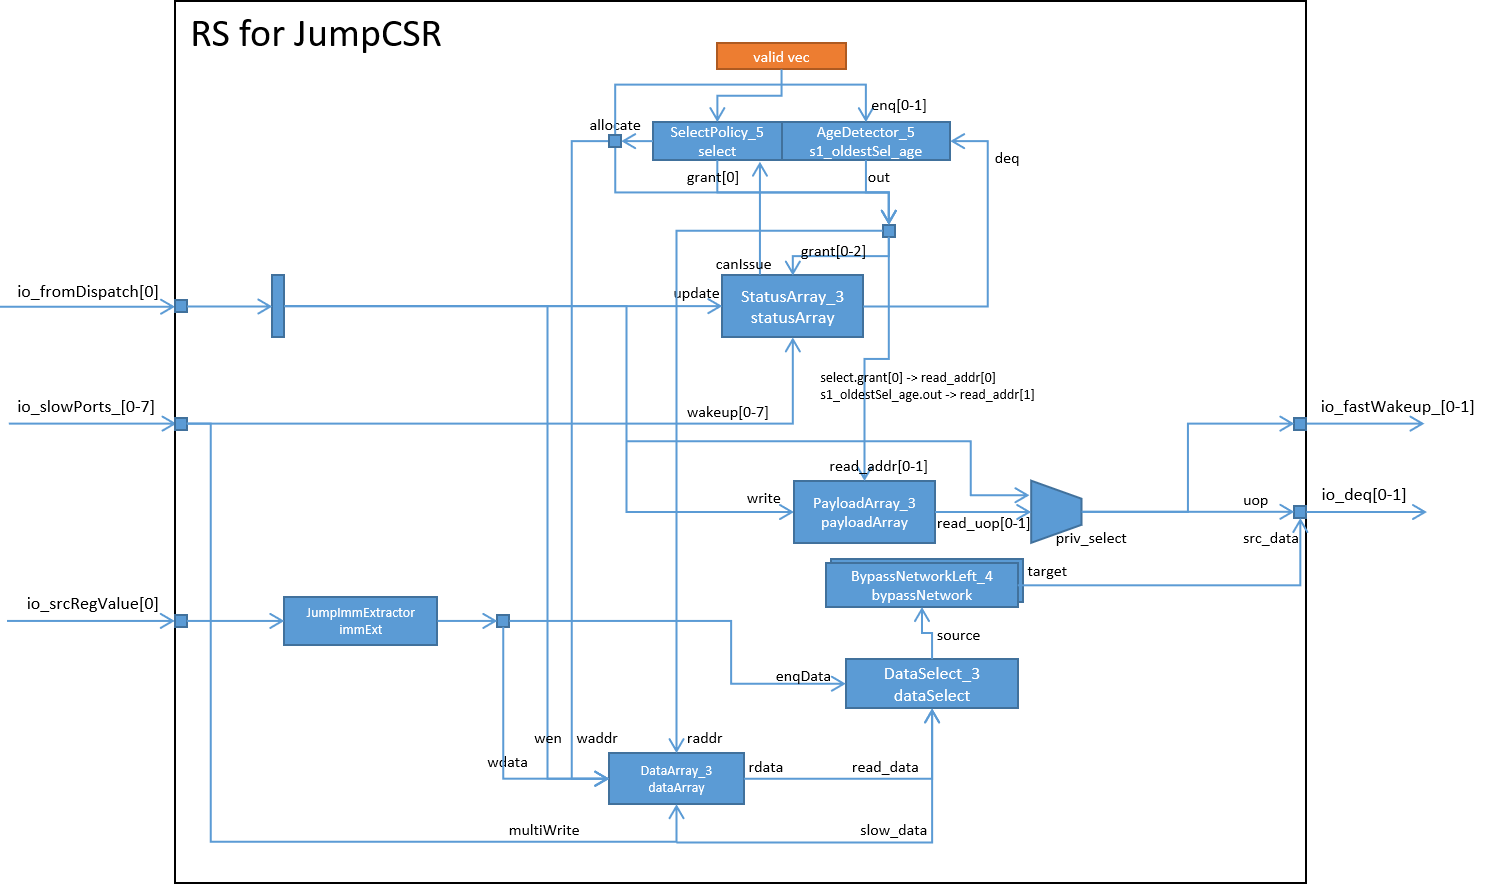 RS for JumpCSR
valid vec
enq[0-1]
allocate
SelectPolicy_5
select
AgeDetector_5
s1_oldestSel_age
deq
grant[0]
out
grant[0-2]
canIssue
io_fromDispatch[0]
update
StatusArray_3
statusArray
select.grant[0] -> read_addr[0]
s1_oldestSel_age.out -> read_addr[1]
io_slowPorts_[0-7]
wakeup[0-7]
io_fastWakeup_[0-1]
read_addr[0-1]
write
PayloadArray_3
payloadArray
read_uop[0-1]
priv_select
uop
io_deq[0-1]
src_data
BypassNetworkLeft_4
bypassNetwork
target
io_srcRegValue[0]
JumpImmExtractor
immExt
source
enqData
DataSelect_3
dataSelect
wen
waddr
raddr
wdata
DataArray_3
dataArray
rdata
read_data
multiWrite
slow_data